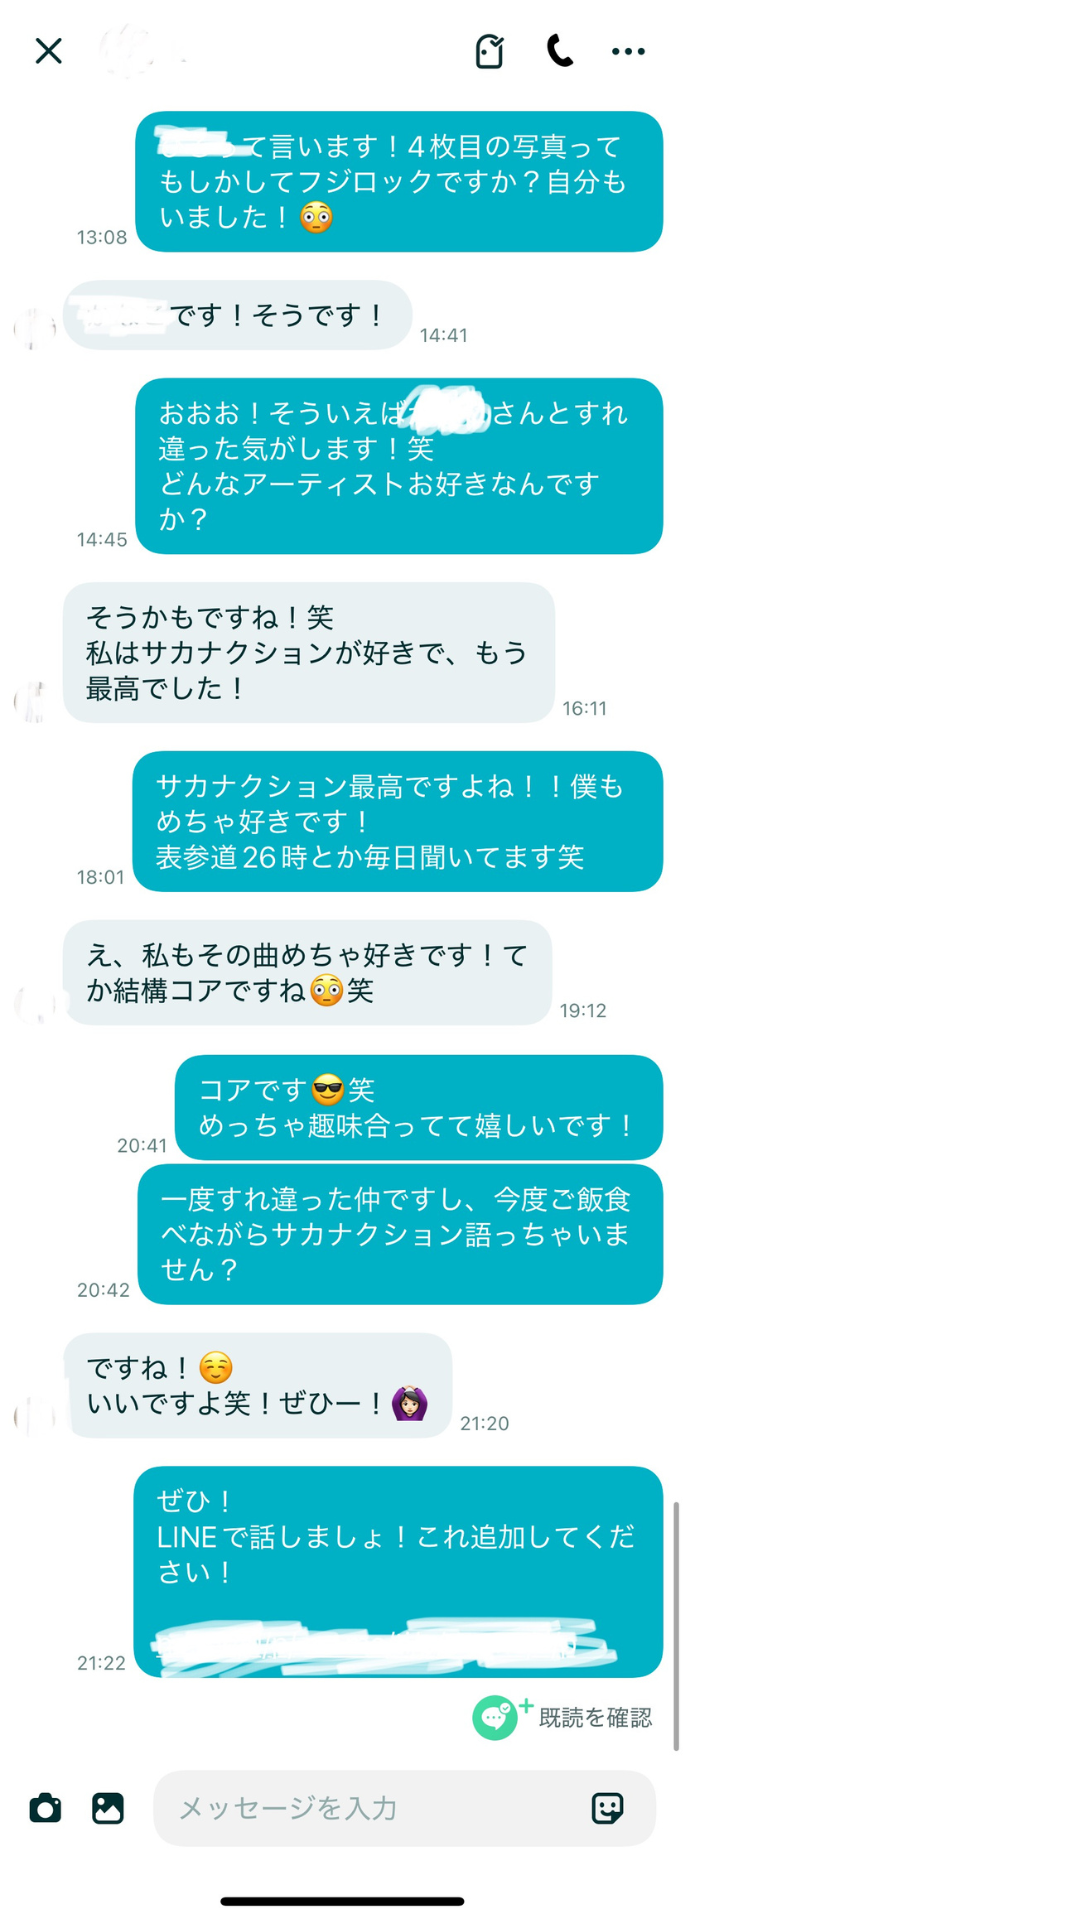 て言います！4枚目の写真って
もしかしてフジロックですか？自分も
いました！😳
13:08
です！そうです！
14:41
おおお！そういえば
さんとすれ
違った気がします！笑
どんなアーティストお好きなんです
か？
14:45
そうかもですね！笑
私はサカナクションが好きで、もう
最高でした！
16:11
サカナクション最高ですよね！！僕も
めちゃ好きです！
表参道26時とか毎日聞いてます笑
18:01
え、私もその曲めちゃ好きです！て
か結構コアですね😳笑
19:12
コアです😎笑
めっちゃ趣味合ってて嬉しいです！
20:41
一度すれ違った仲ですし、今度ご飯食
べながらサカナクション語っちゃいま
せん？
20:42
ですね！☺️
いいですよ笑！ぜひー！🙆🏻‍♀️
21:20
ぜひ！
LINEで話しましょ！これ追加してくだ
さい！
21:22
既読を確認
メッセージを入力